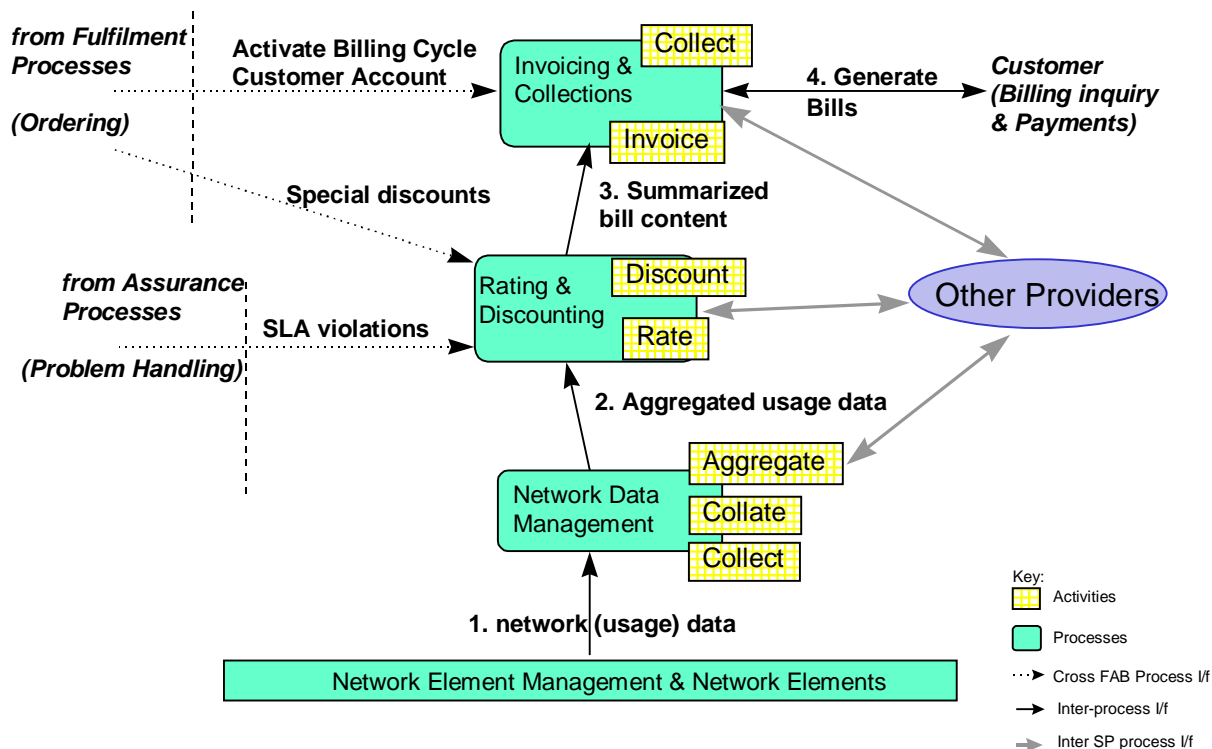 from Fulfilment
Processes
(Ordering)
Activate Billing Cycle
Customer Account
Invoicing &
Collections
Collect
Invoice
4. Generate
Bills
Customer
(Billing inquiry
& Payments)
Special discounts
3. Summarized
bill content
from Assurance
Processes
(Problem Handling)
SLA violations
Rating &
Discounting
Discount
Rate
Other Providers
2. Aggregated usage data
Network Data
Management
Aggregate
Collate
Collect
1. network (usage) data
Network Element Management & Network Elements
Key:
Activities
Processes
Cross FAB Process I/f
Inter-process I/f
Inter SP process I/f